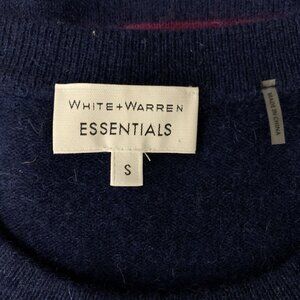 WHITE+WARREN
ESSENTIALS
S
MADE IN CHINA